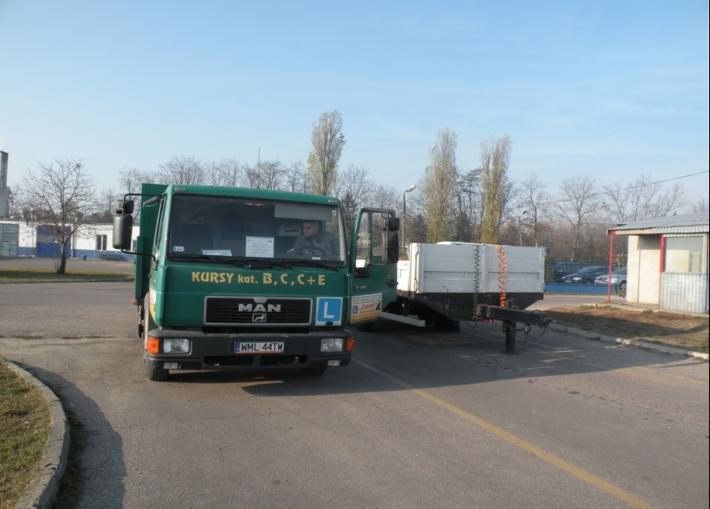 KURSY kat. B, C, C+E
MAN
L
WML 44TW